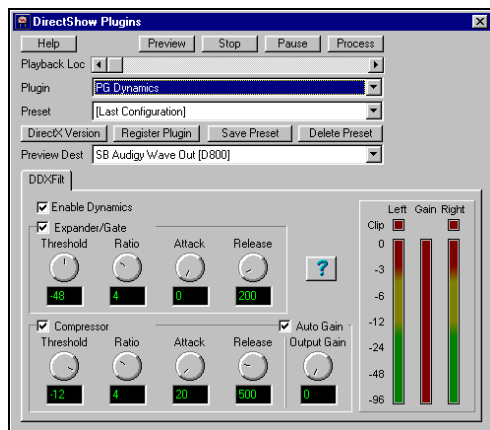 DirectShow Plugins
Help Preview Stop Pause Process
Playback Loc
Plugin PG Dynamics
Preset [Last Configuration]
DirectX Version Register Plugin Save Preset Delete Preset
Preview Dest SB Audigy Wave Out [D800]
DDXFilt
Enable Dynamics
Expander/Gate
Threshold Ratio Attack Release
-48 4 0 200
?
Compressor Auto Gain
Threshold Ratio Attack Release Output Gain
-12 4 20 500 0
Left Gain Right
Clip
0
-3
-6
-12
-24
-48
-96